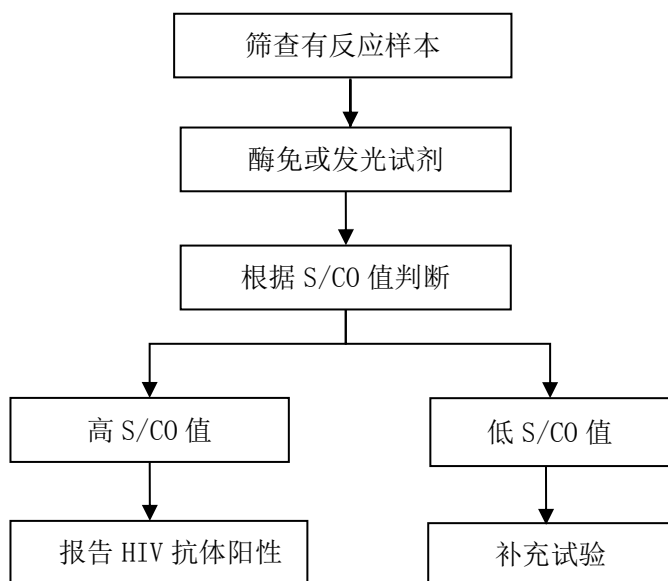 筛查有反应样本
酶免或发光试剂
根据 S/CO 值判断
高 S/CO 值
低 S/CO 值
报告 HIV 抗体阳性
补充试验